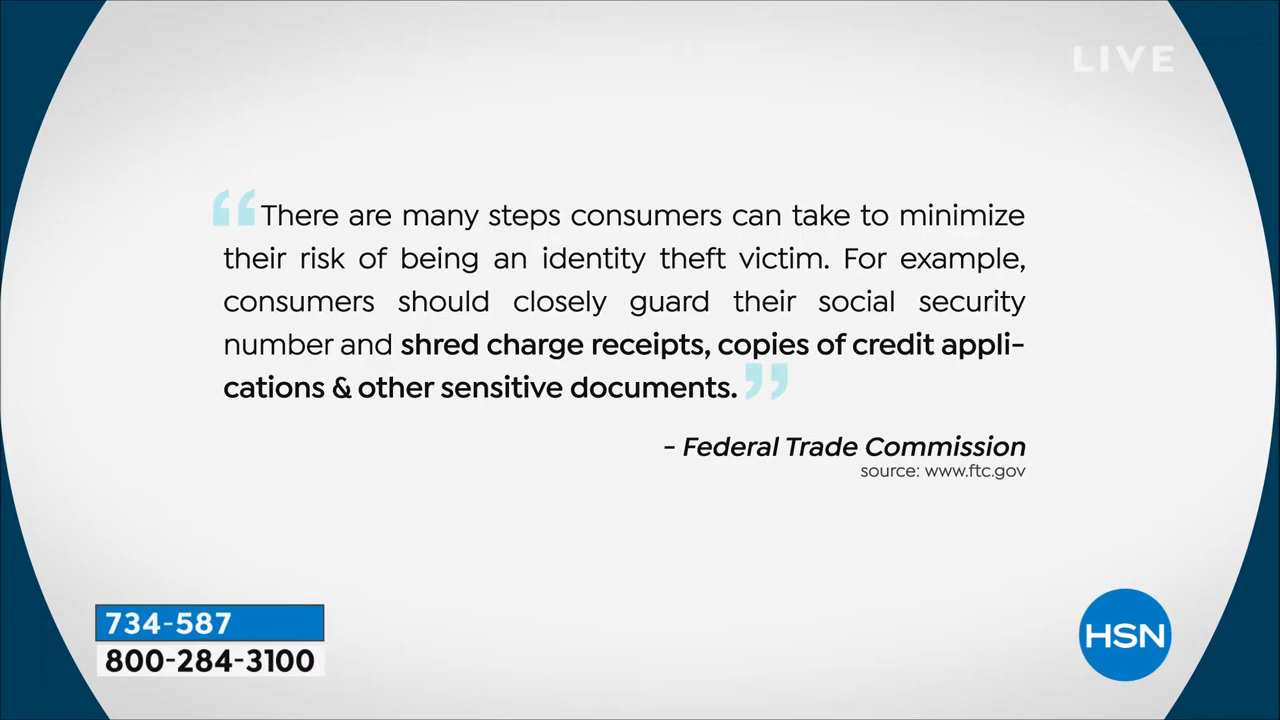 LIVE
“There are many steps consumers can take to minimize
their risk of being an identity theft victim. For example,
consumers should closely guard their social security
number and shred charge receipts, copies of credit appli-
cations & other sensitive documents.”
- Federal Trade Commission
source: www.ftc.gov
734-587
800-284-3100
HSN